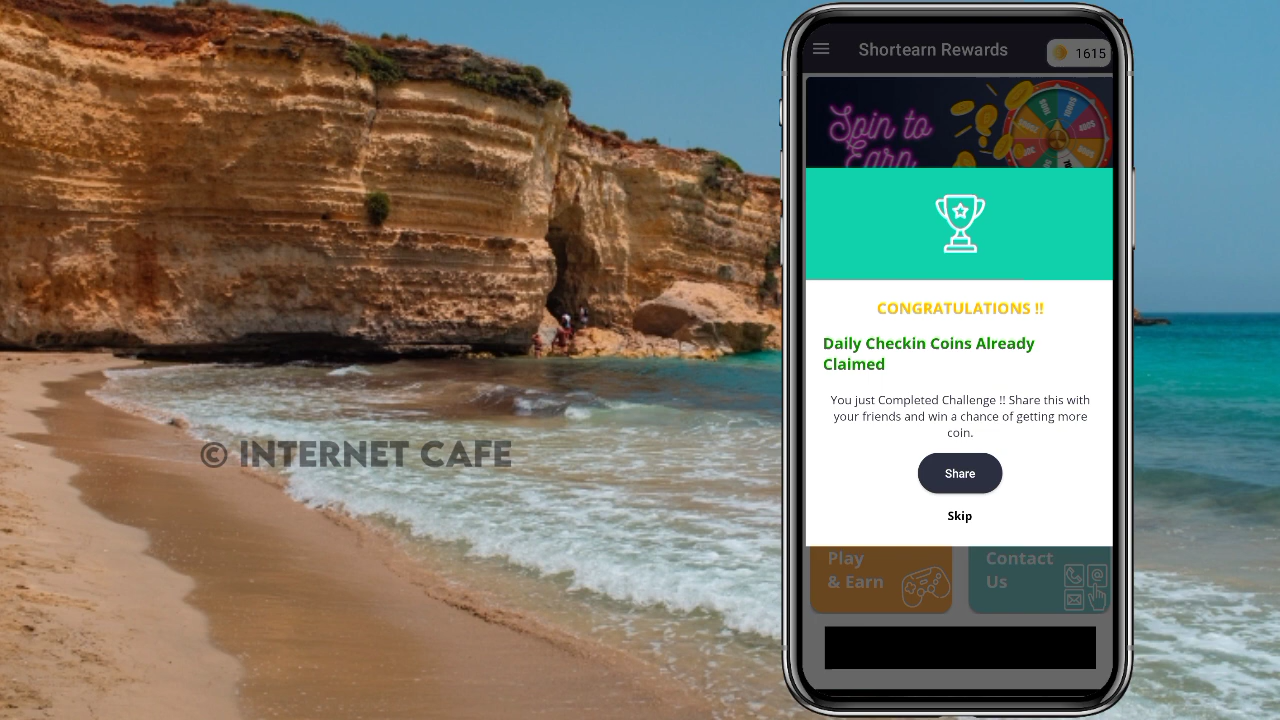 Shortearn Rewards
1615
Spin to
Earn
CONGRATULATIONS !!
Daily Checkin Coins Already
Claimed
You just Completed Challenge !! Share this with
your friends and win a chance of getting more
coin.
Share
Skip
Play
& Earn
Contact
Us
© INTERNET CAFE